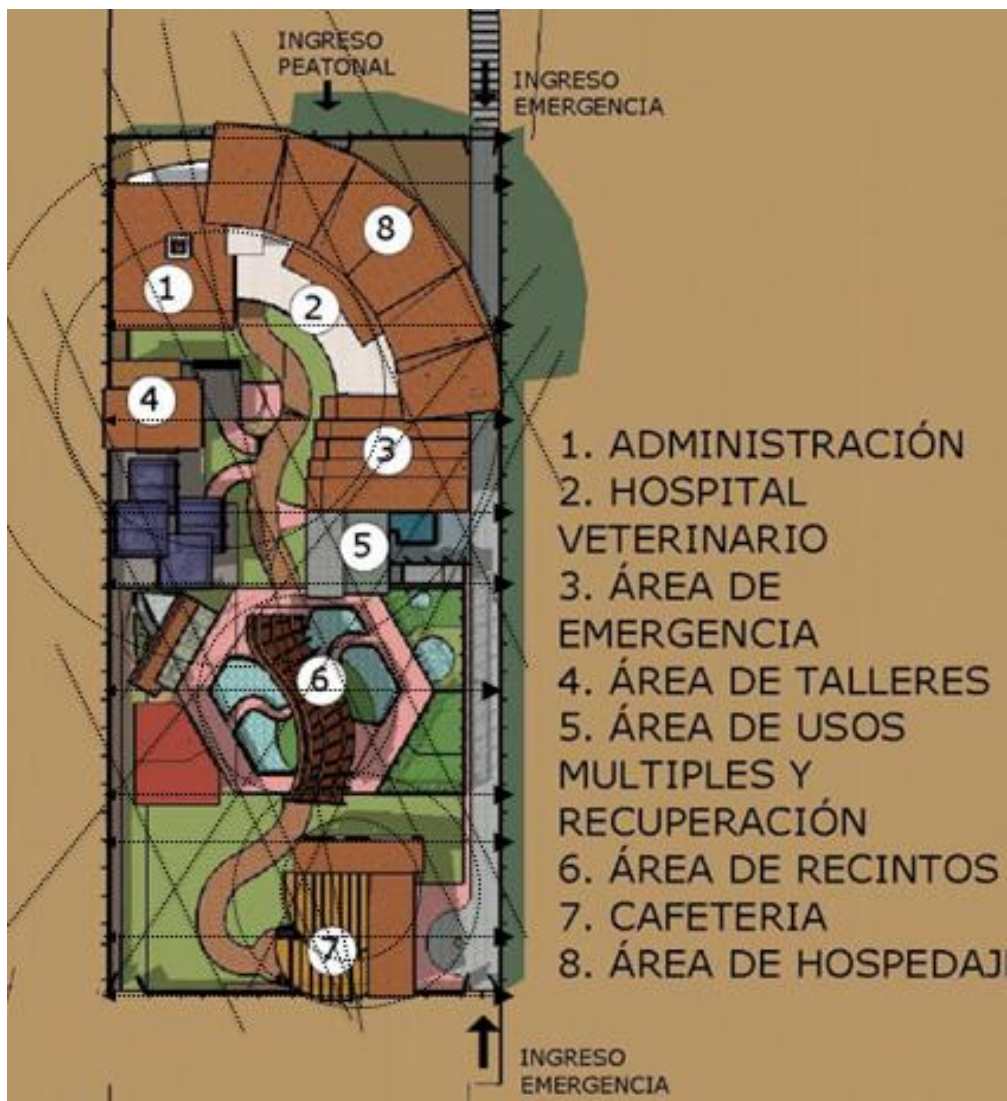 INGRESO
PEATONAL
INGRESO
EMERGENCIA
8
1
2
4
3
5
6
7
1. ADMINISTRACIÓN
2. HOSPITAL
VETERINARIO
3. ÁREA DE
EMERGENCIA
4. ÁREA DE TALLERES
5. ÁREA DE USOS
MULTIPLES Y
RECUPERACIÓN
6. ÁREA DE RECINTOS
7. CAFETERIA
8. ÁREA DE HOSPEDAJ
INGRESO
EMERGENCIA